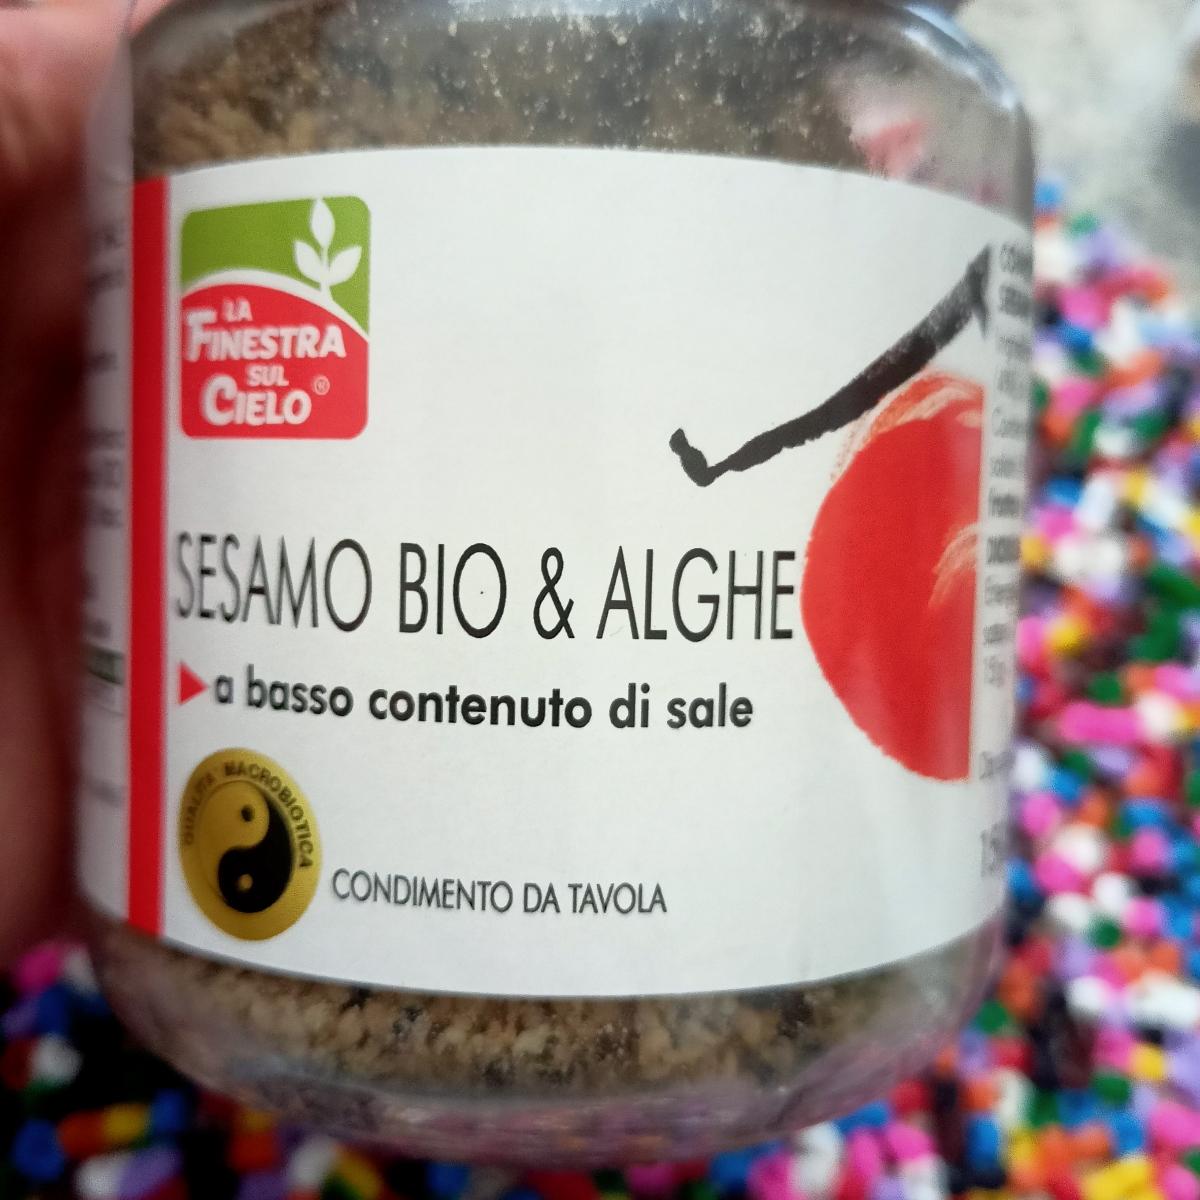 LA
FINESTRA
SUL
CIELO®
SESAMO BIO & ALGHE
a basso contenuto di sale
QUALITÀ MACROBIOTICA
CONDIMENTO DA TAVOLA